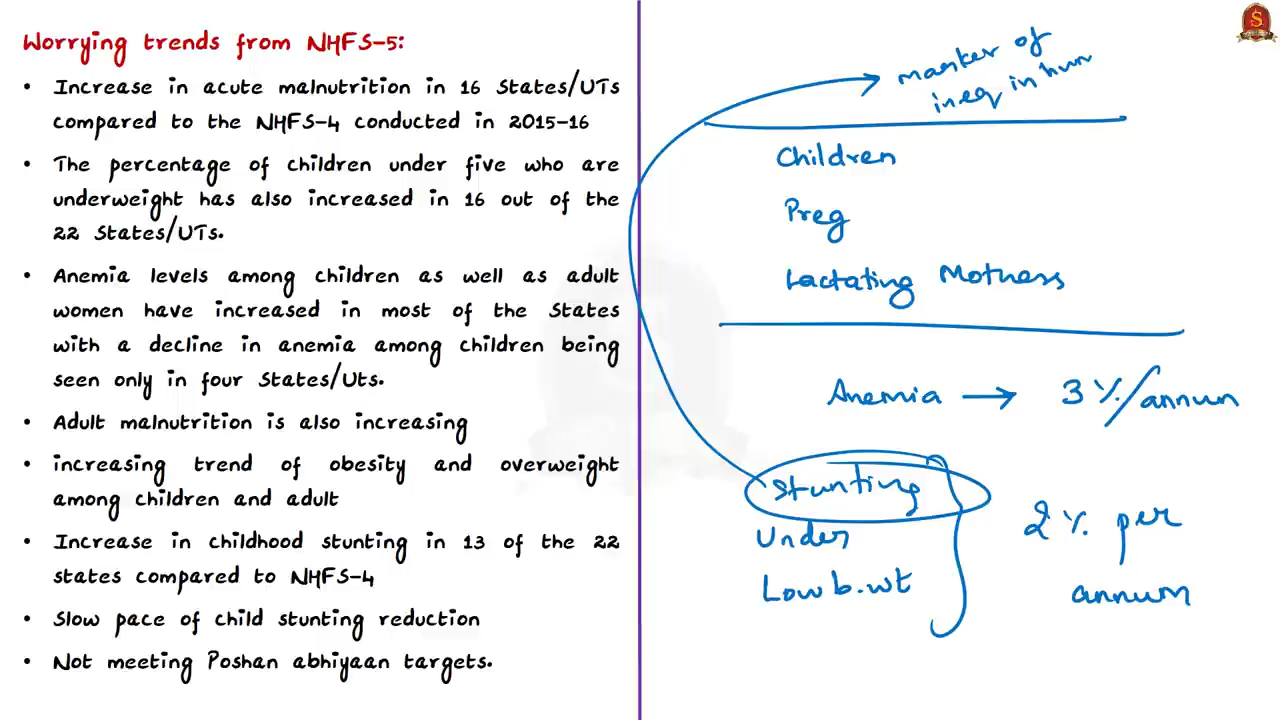 Worrying trends from NHFS-5:
• Increase in acute malnutrition in 16 States/UTs
compared to the NHFS-4 conducted in 2015-16
• The percentage of children under five who are
underweight has also increased in 16 out of the
22 States/UTs.
• Anemia levels among children as well as adult
women have increased in most of the States
with a decline in anemia among children being
seen only in four States/Uts.
• Adult malnutrition is also increasing
• increasing trend of obesity and overweight
among children and adult
• Increase in childhood stunting in 13 of the 22
states compared to NHFS-4
• Slow pace of child stunting reduction
• Not meeting Poshan abhiyaan targets.
S
marker of
ineq in hum
Children
Preg
Lactating Mothers
Anemia → 3%/annum
Stunting
Under
Low b.wt
2% per
annum